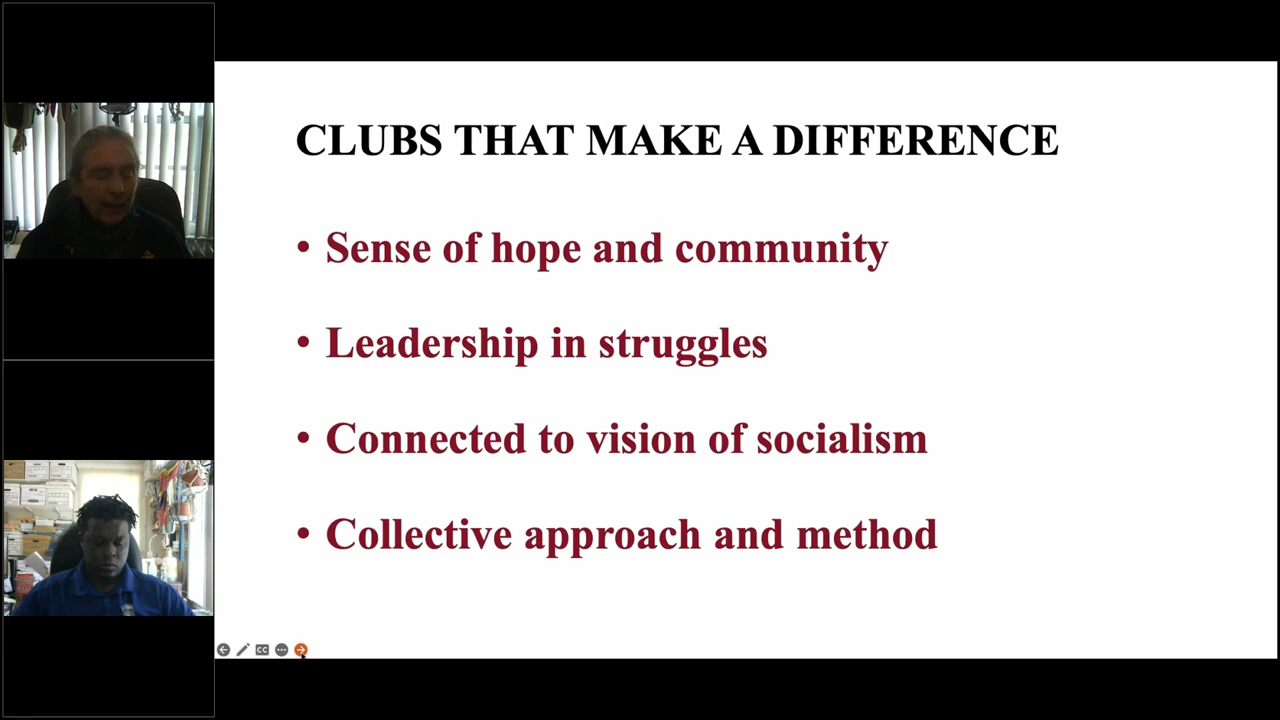 CLUBS THAT MAKE A DIFFERENCE
• Sense of hope and community
• Leadership in struggles
• Connected to vision of socialism
• Collective approach and method
CC